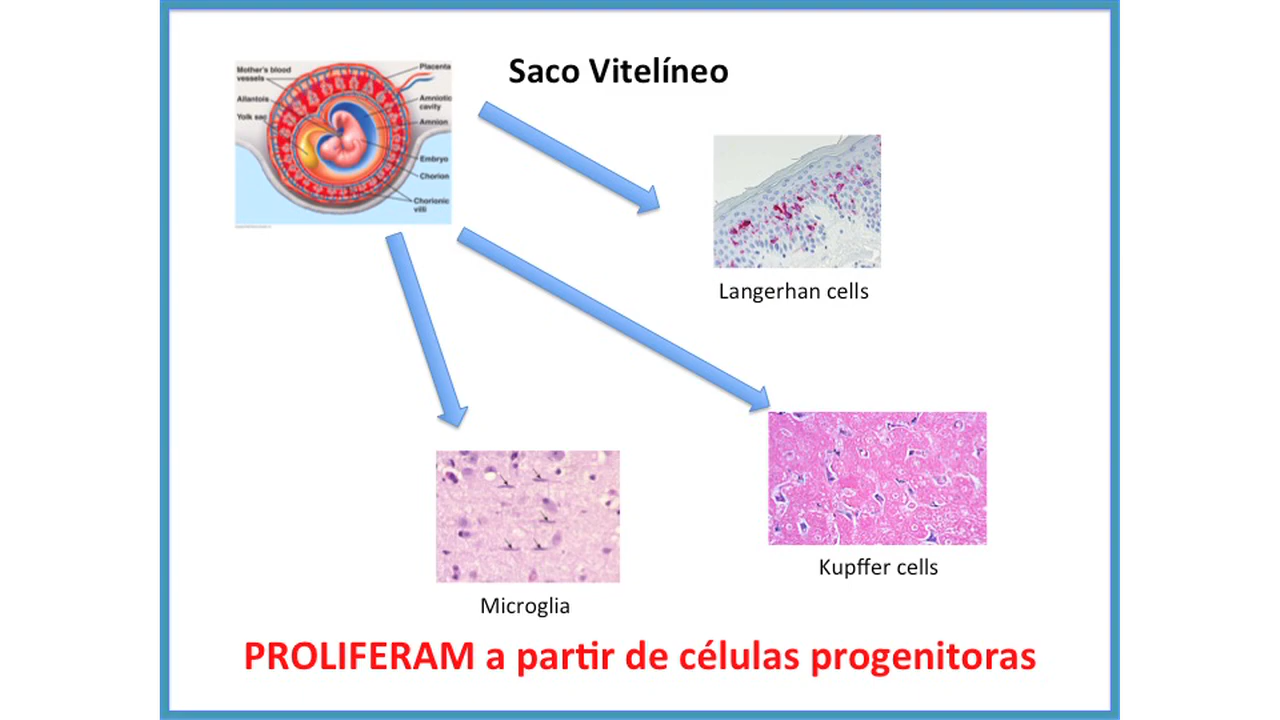 Saco Vitelíneo
Mother's blood
vessels
Allantois
Yolk sac
Placenta
Amniotic
cavity
Amnion
Embryo
Chorion
Chorionic
villi
Langerhan cells
Kupffer cells
Microglia
PROLIFERAM a partir de células progenitoras